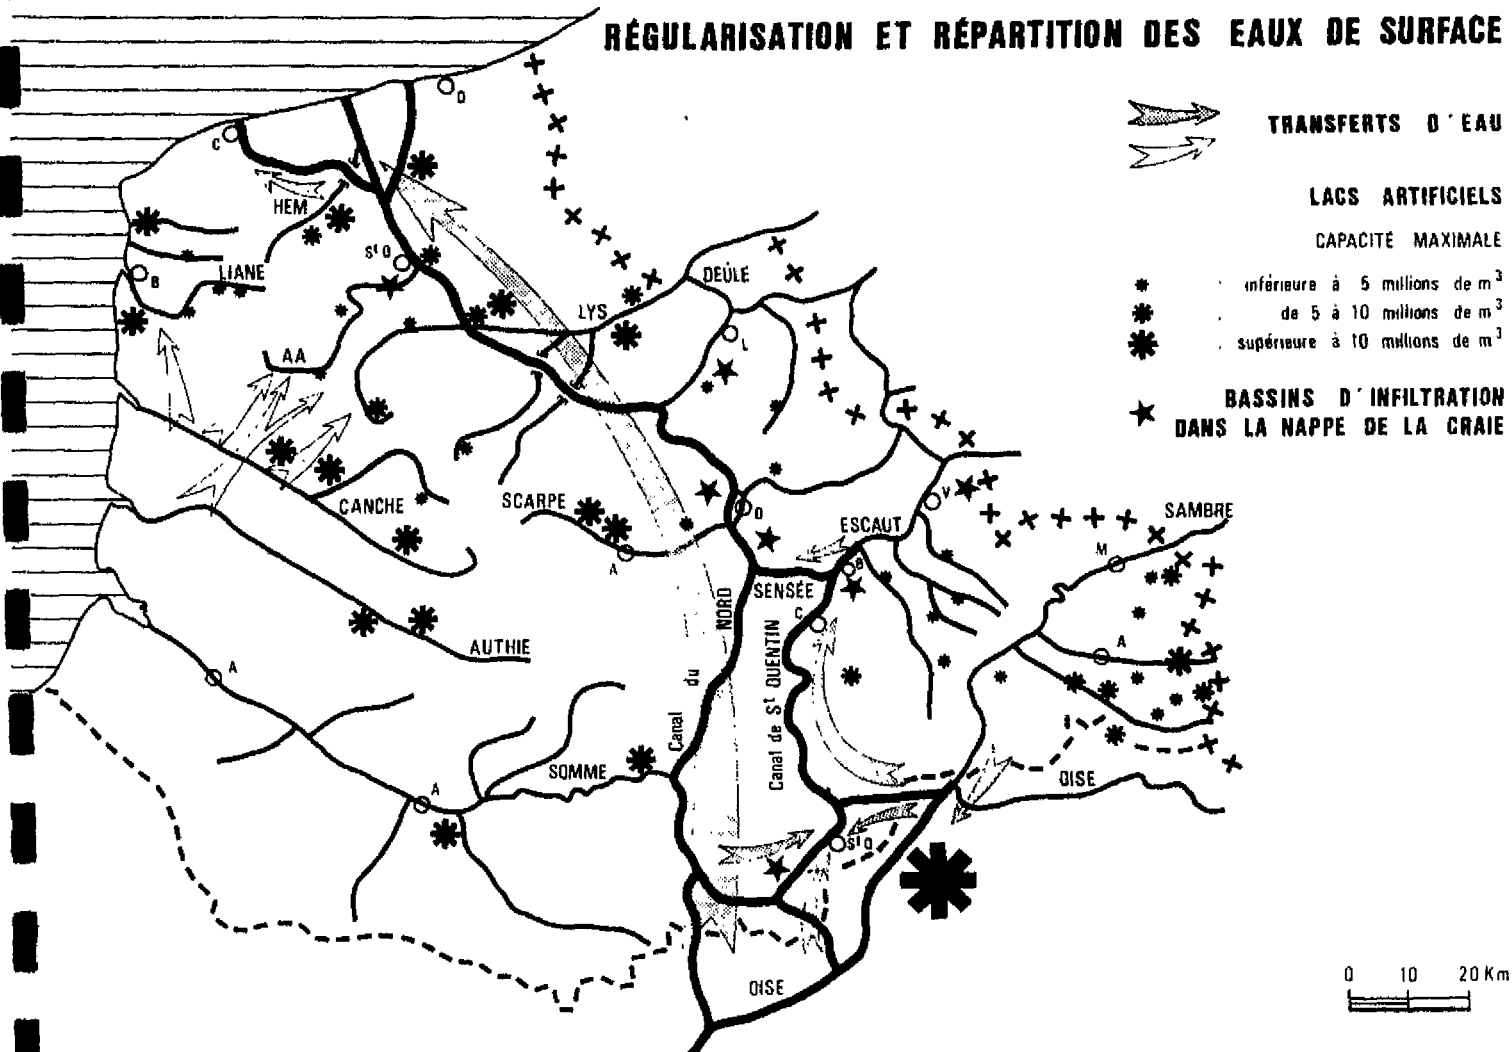 RÉGULARISATION ET RÉPARTITION DES EAUX DE SURFACE
TRANSFERTS D'EAU
LACS ARTIFICIELS
CAPACITÉ MAXIMALE
inférieure à 5 millions de m³
de 5 à 10 millions de m³
supérieure à 10 millions de m³
BASSINS D'INFILTRATION
DANS LA NAPPE DE LA CRAIE
D
C
HEM
Sᵗ O
B
LIANE
DEÛLE
LYS
L
AA
CANCHE
SCARPE
D
V
ESCAUT
SAMBRE
M
A
B
SENSÉE
C
A
AUTHIE
A
Canal du NORD
Canal de Sᵗ QUENTIN
SOMME
A
OISE
Sᵗ Q
OISE
0 10 20 Km